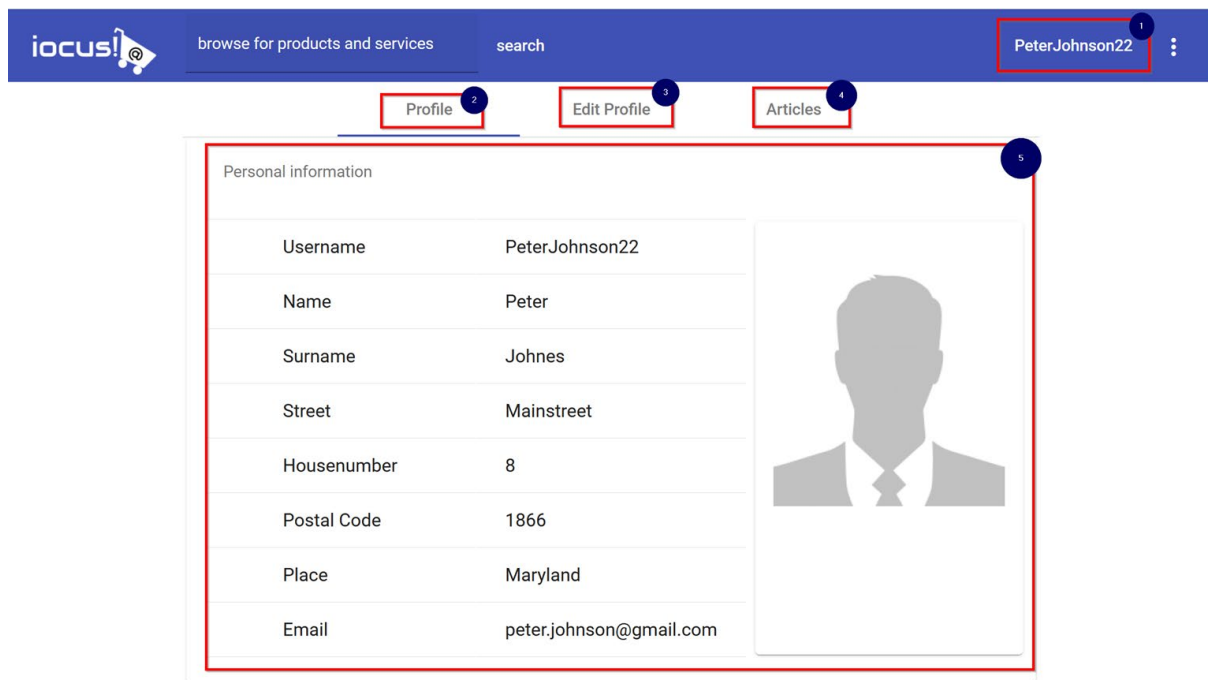 iocus! @ browse for products and services search PeterJohnson22 1
Profile 2 Edit Profile 3 Articles 4
Personal information 5
Username PeterJohnson22
Name Peter
Surname Johnes
Street Mainstreet
Housenumber 8
Postal Code 1866
Place Maryland
Email peter.johnson@gmail.com